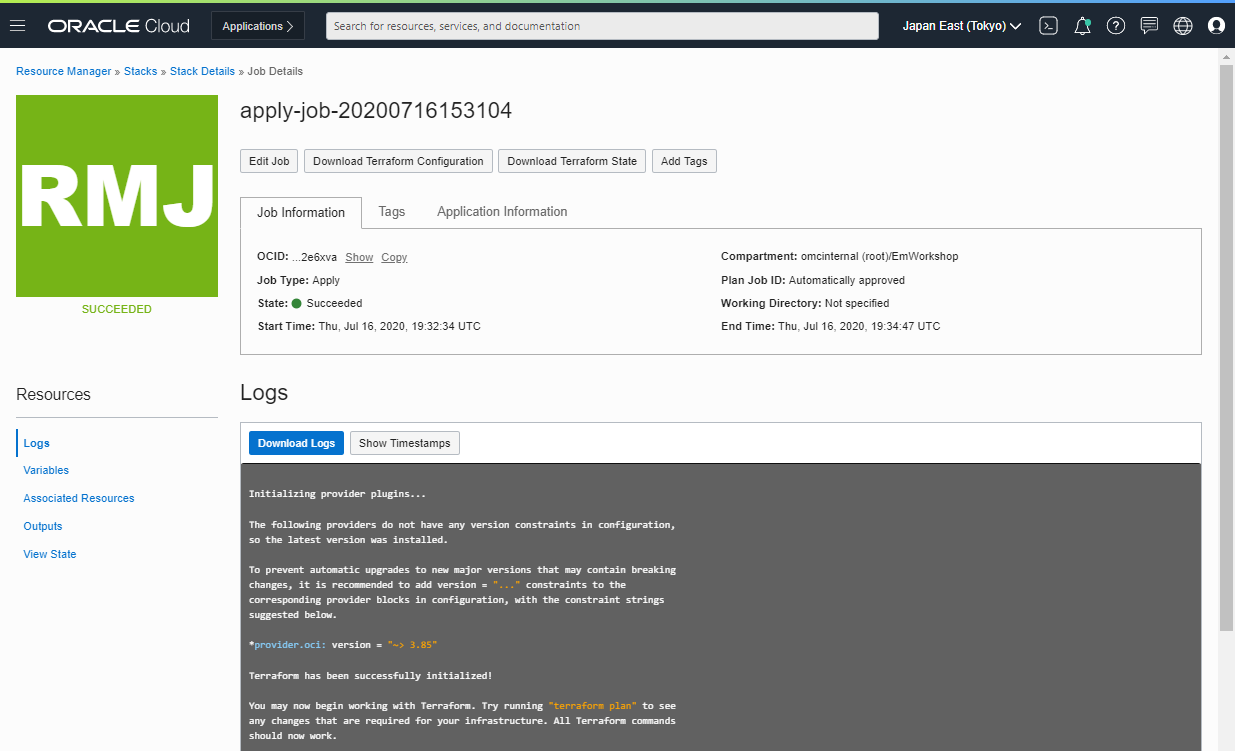 ORACLE Cloud
Applications
Search for resources, services, and documentation
Japan East (Tokyo)
Resource Manager » Stacks » Stack Details » Job Details
RMJ
SUCCEEDED
apply-job-20200716153104
Edit Job
Download Terraform Configuration
Download Terraform State
Add Tags
Job Information
Tags
Application Information
OCID: ...2e6xva Show Copy
Job Type: Apply
State: Succeeded
Start Time: Thu, Jul 16, 2020, 19:32:34 UTC
Compartment: omcinternal (root)/EmWorkshop
Plan Job ID: Automatically approved
Working Directory: Not specified
End Time: Thu, Jul 16, 2020, 19:34:47 UTC
Resources
Logs
Variables
Associated Resources
Outputs
View State
Logs
Download Logs
Show Timestamps
Initializing provider plugins...
The following providers do not have any version constraints in configuration,
so the latest version was installed.
To prevent automatic upgrades to new major versions that may contain breaking
changes, it is recommended to add version = "..." constraints to the
corresponding provider blocks in configuration, with the constraint strings
suggested below.
*provider.oci: version = "~> 3.85"
Terraform has been successfully initialized!
You may now begin working with Terraform. Try running "terraform plan" to see
any changes that are required for your infrastructure. All Terraform commands
should now work.